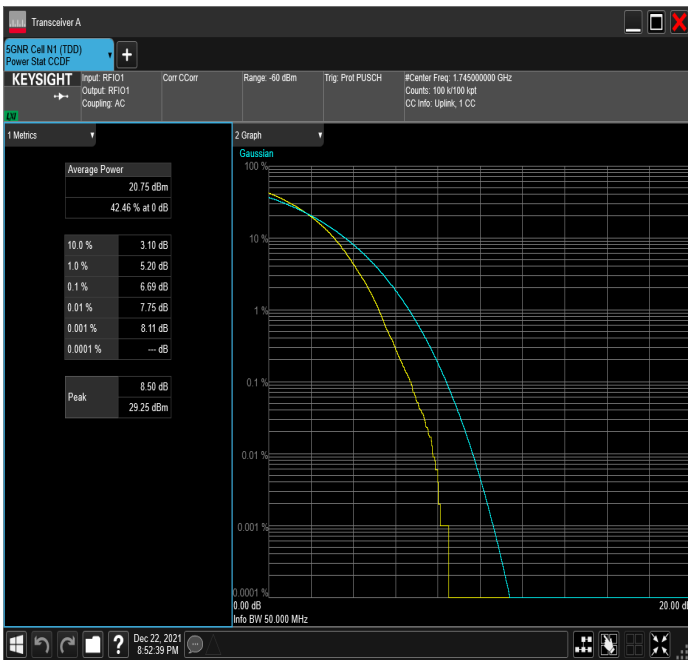 Transceiver A
5GNR Cell N1 (TDD)
Power Stat CCDF
KEYSIGHT
Input: RFIO1
Output: RFIO1
Coupling: AC
Corr CCorr
Range: -60 dBm
Trig: Prot PUSCH
#Center Freq: 1.745000000 GHz
Counts: 100 k/100 kpt
CC Info: Uplink, 1 CC
LXI
1 Metrics
Average Power
20.75 dBm
42.46 % at 0 dB
10.0 % 3.10 dB
1.0 % 5.20 dB
0.1 % 6.69 dB
0.01 % 7.75 dB
0.001 % 8.11 dB
0.0001 % --- dB
Peak
8.50 dB
29.25 dBm
2 Graph
Gaussian
100 %
10 %
1 %
0.1 %
0.01 %
0.001 %
0.0001 %
0.00 dB
20.00 dB
Info BW 50.000 MHz
Dec 22, 2021
8:52:39 PM